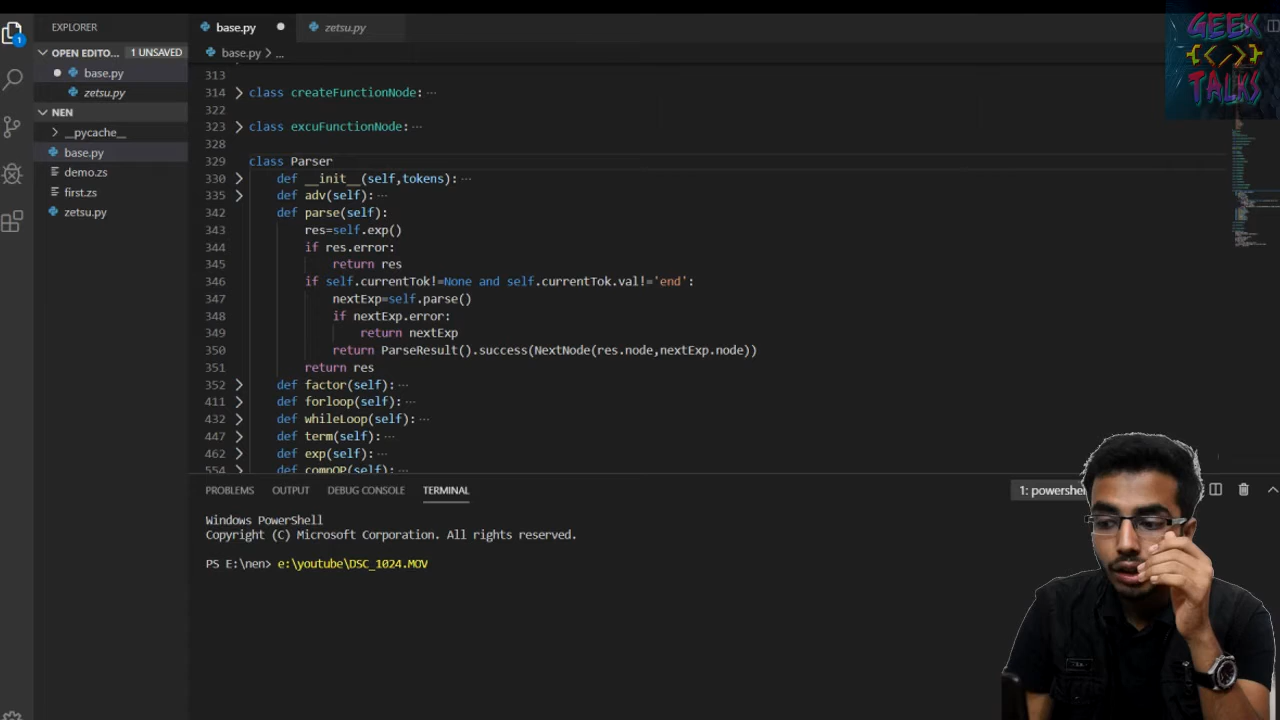 EXPLORER
base.py
zetsu.py
GEEK
</>
TALKS
OPEN EDITO... 1 UNSAVED
base.py
zetsu.py
NEN
__pycache__
base.py
demo.zs
first.zs
zetsu.py
1
base.py > ...
313
314 > class createFunctionNode: ...
322
323 > class excuFunctionNode: ...
328
329 class Parser
330 > def __init__(self,tokens): ...
335 > def adv(self): ...
342 def parse(self):
343 res=self.exp()
344 if res.error:
345 return res
346 if self.currentTok!=None and self.currentTok.val!='end':
347 nextExp=self.parse()
348 if nextExp.error:
349 return nextExp
350 return ParseResult().success(NextNode(res.node,nextExp.node))
351 return res
352 > def factor(self): ...
411 > def forloop(self): ...
432 > def whileLoop(self): ...
447 > def term(self): ...
462 > def exp(self): ...
554 > def compOP(self): ...
PROBLEMS OUTPUT DEBUG CONSOLE TERMINAL
1: powershel
Windows PowerShell
Copyright (C) Microsoft Corporation. All rights reserved.
PS E:\nen> e:\youtube\DSC_1024.MOV